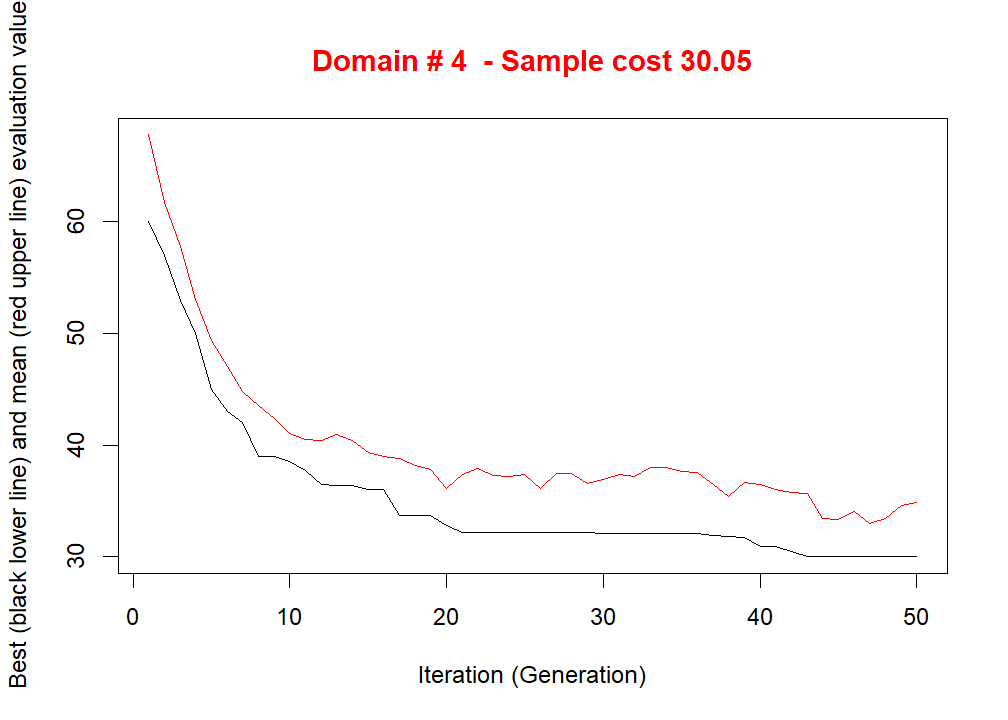 Domain # 4  - Sample cost 30.05
Best (black lower line) and mean (red upper line) evaluation value
60
50
40
30
0 10 20 30 40 50
Iteration (Generation)